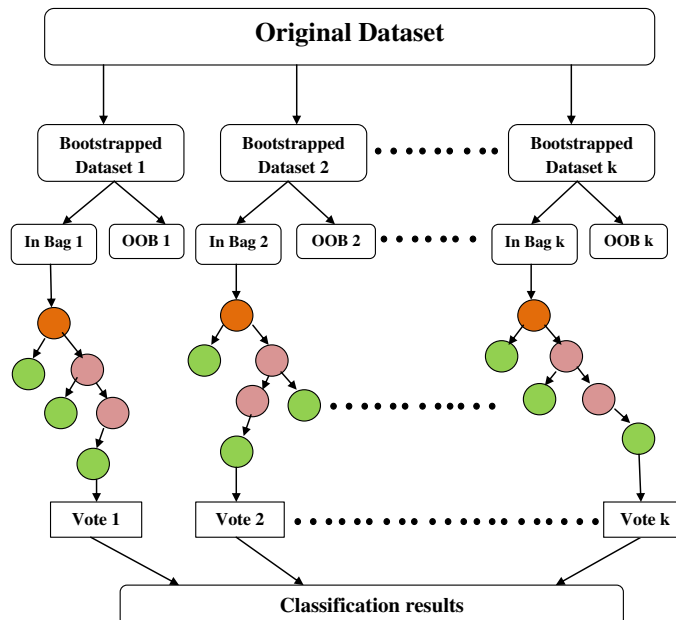 Original Dataset
Bootstrapped
Dataset 1
Bootstrapped
Dataset 2
Bootstrapped
Dataset k
In Bag 1
OOB 1
In Bag 2
OOB 2
In Bag k
OOB k
Vote 1
Vote 2
Vote k
Classification results